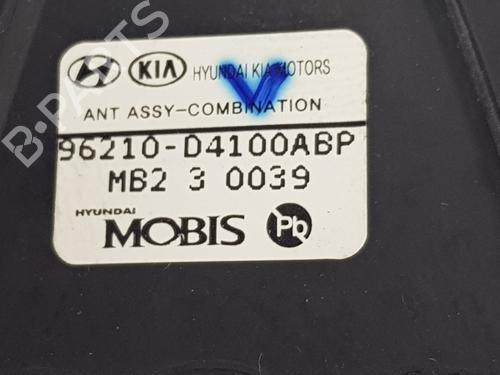 KIA HYUNDAI KIA MOTORS
ANT ASSY-COMBINATION
96210-D4100ABP
MB2 3 0039
HYUNDAI
MOBIS Pb
B-PARTS